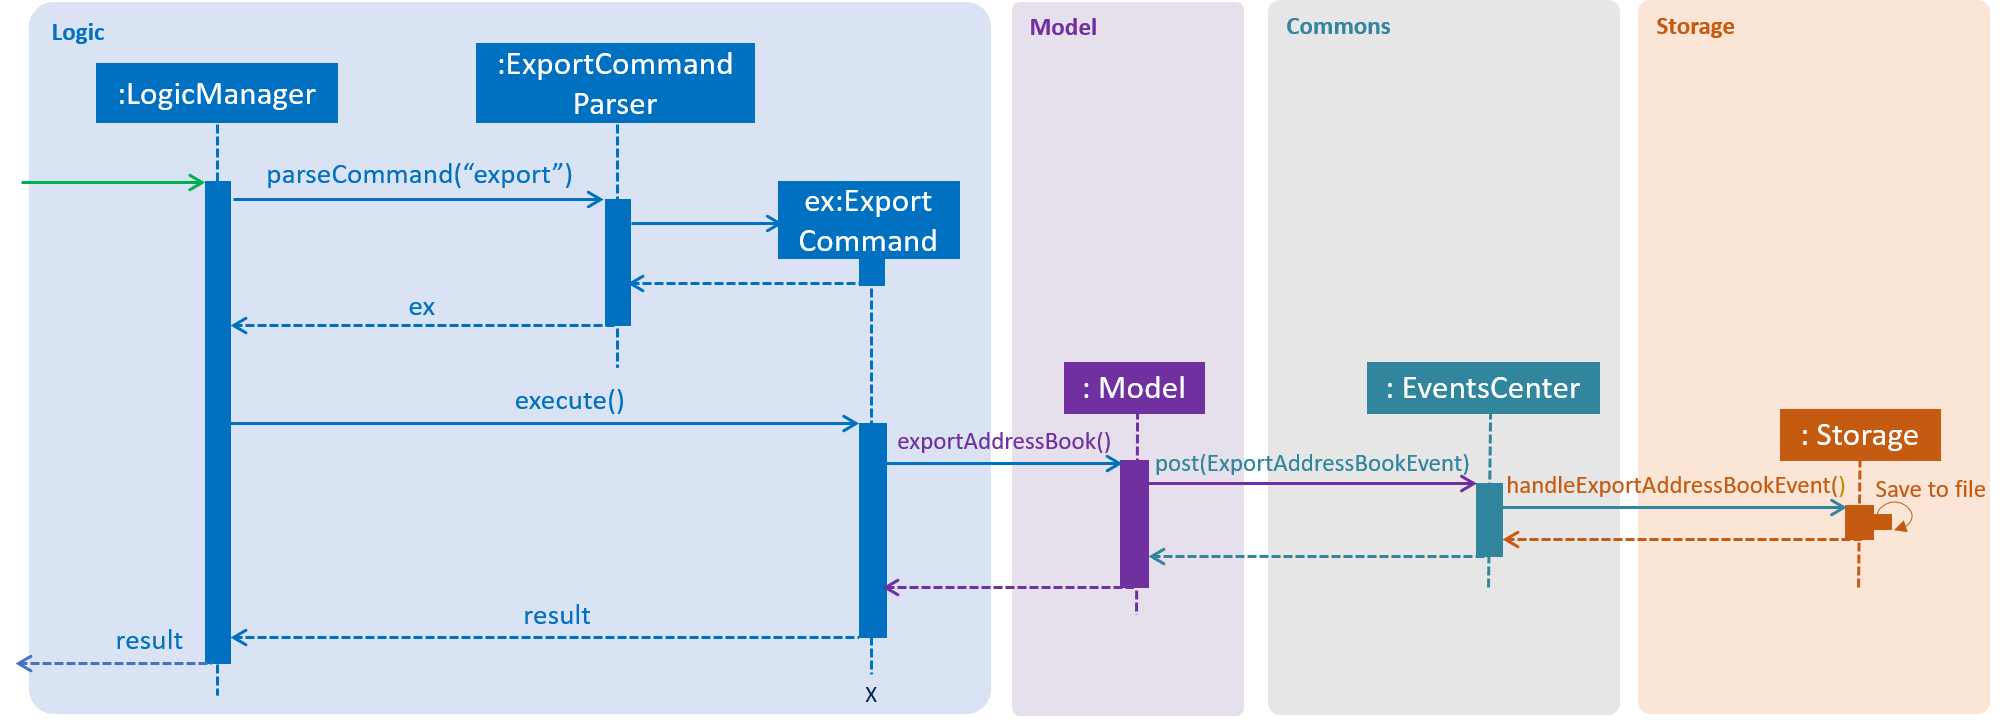 Logic
Model
Commons
Storage
:ExportCommand
Parser
:LogicManager
parseCommand(“export”)
ex:Export
Command
ex
: Model
: EventsCenter
execute()
: Storage
exportAddressBook()
post(ExportAddressBookEvent)
handleExportAddressBookEvent()
Save to file
result
result
X